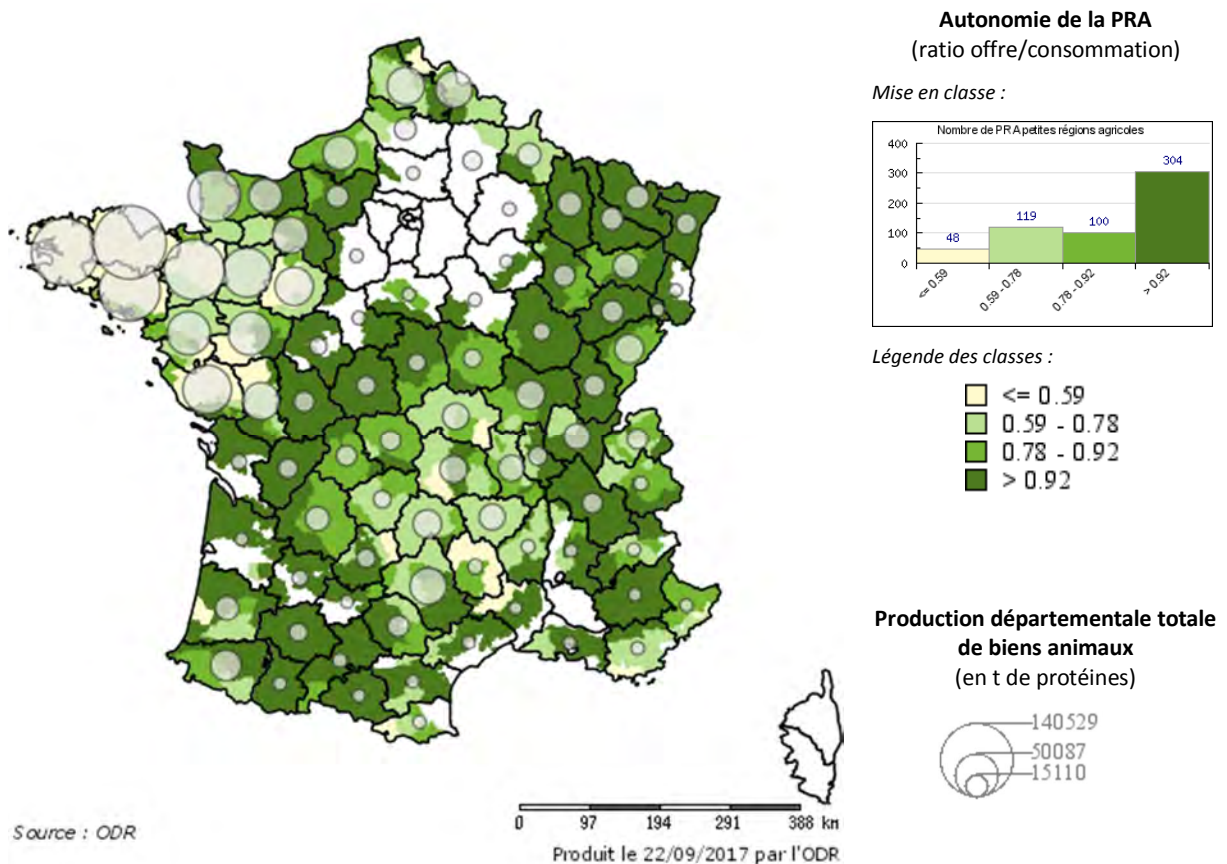 Autonomie de la PRA
(ratio offre/consommation)
Mise en classe :
Nombre de PRA petites régions agricoles
400
300
200
100
0
48
119
100
304
<= 0.59
0.59 - 0.78
0.78 - 0.92
> 0.92
Légende des classes :
<= 0.59
0.59 - 0.78
0.78 - 0.92
> 0.92
Production départementale totale
de biens animaux
(en t de protéines)
140529
50087
15110
0 97 194 291 388 km
Source : ODR
Produit le 22/09/2017 par l'ODR